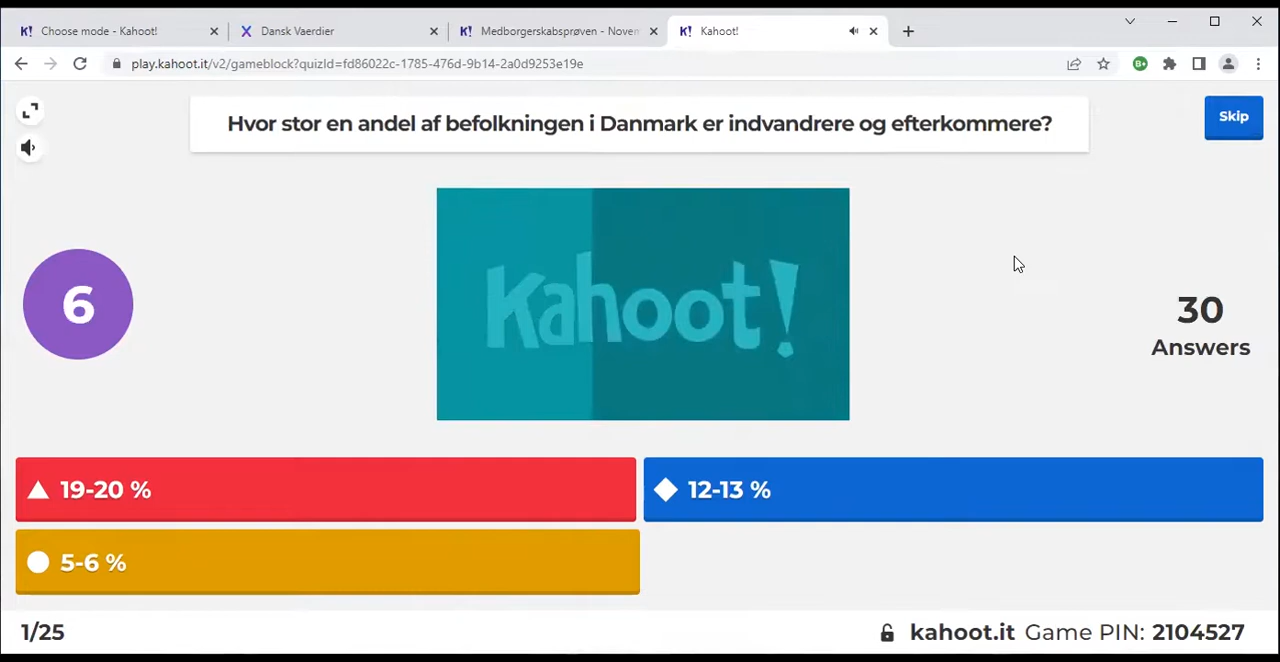 Choose mode - Kahoot!
Dansk Vaerdier
Medborgerskabsprøven - Novem
Kahoot!
play.kahoot.it/v2/gameblock?quizId=fd86022c-1785-476d-9b14-2a0d9253e19e
Hvor stor en andel af befolkningen i Danmark er indvandrere og efterkommere?
Skip
Kahoot!
6
30
Answers
19-20 %
12-13 %
5-6 %
1/25
kahoot.it Game PIN: 2104527